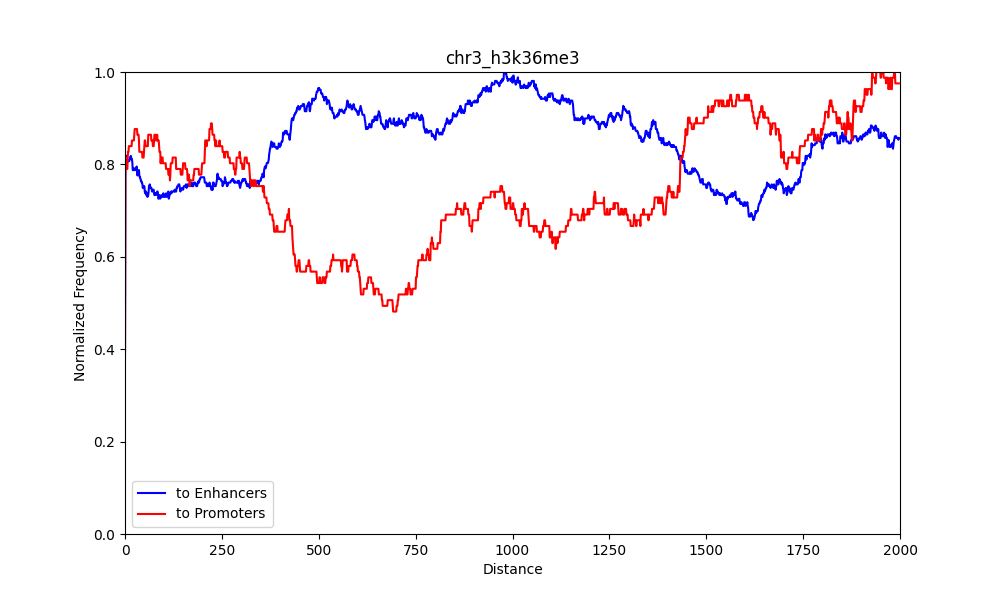 chr3_h3k36me3
1.0
0.8
0.6
0.4
0.2
0.0
Normalized Frequency
to Enhancers
to Promoters
0 250 500 750 1000 1250 1500 1750 2000
Distance